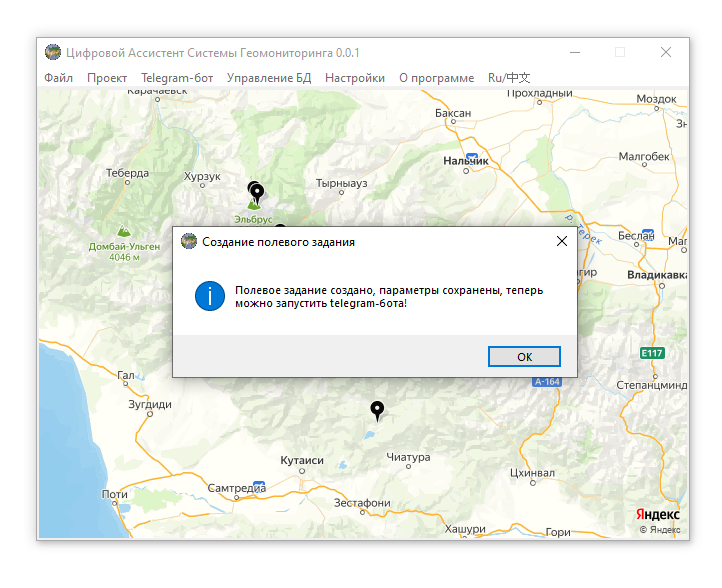 Цифровой Ассистент Системы Геомониторинга 0.0.1
Файл Проект Telegram-бот Управление БД Настройки О программе Ru/中文
Карачаевск
Прохладный
Моздок
Баксан
Нальчик
Малгобек
Теберда
Хурзук
Тырныауз
Эльбрус
р. Терек
Беслан
Домбай-Ульген
4046 м
Создание полевого задания
Владикавка
Полевое задание создано, параметры сохранены, теперь
можно запустить telegram-бота!
OK
E117
Гал
А-164
Степанцминд
Зугдиди
Кутаиси
Чиатура
Цхинвал
Самтредиа
Поти
Зестафони
Хашури
Гори
Яндекс
© Яндекс